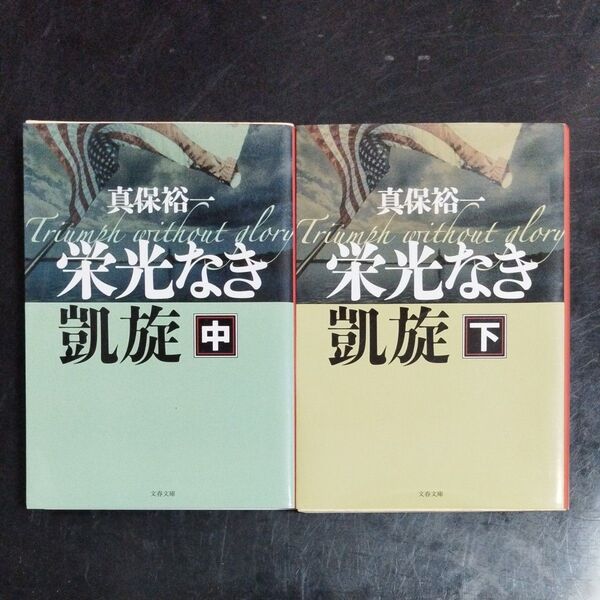 真保裕一
Triumph without glory
栄光なき
凱旋 中
文春文庫
真保裕一
Triumph without glory
栄光なき
凱旋 下
文春文庫